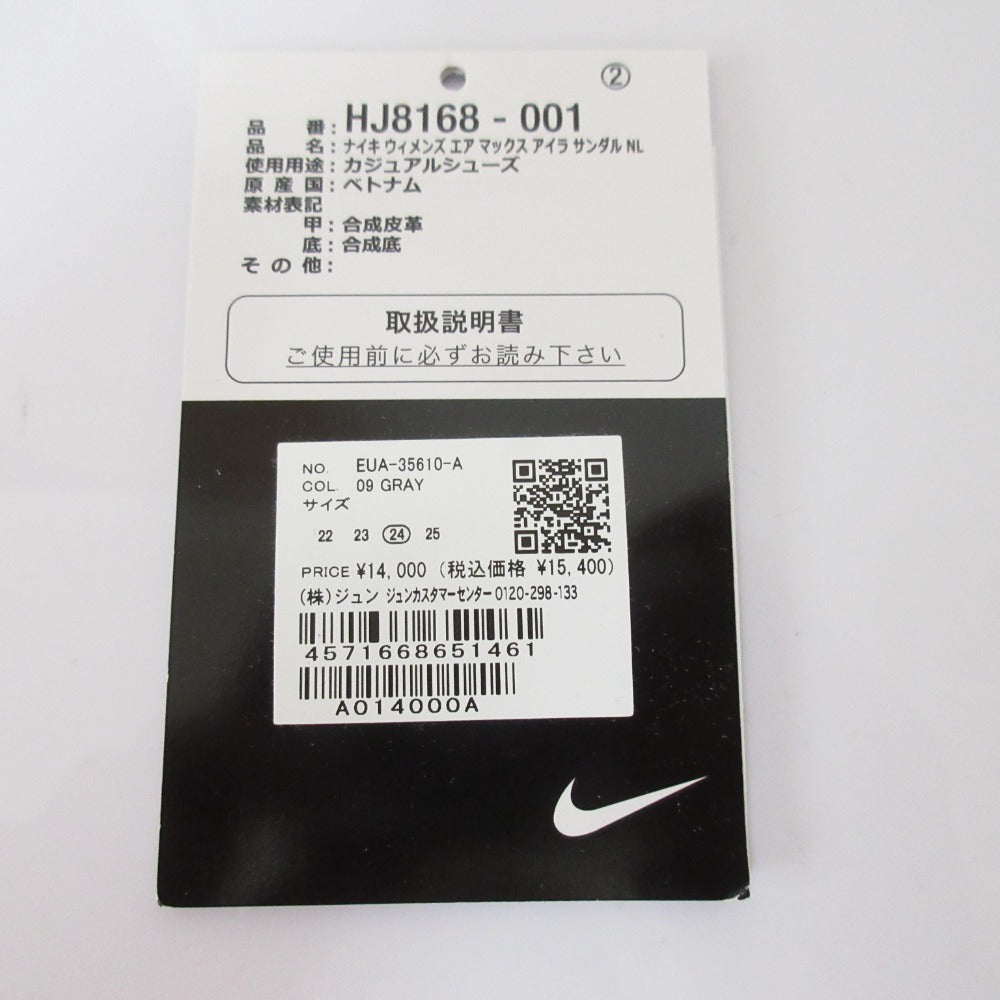 ②
品番：HJ8168 - 001
品名：ナイキ ウィメンズ エア マックス アイラ サンダル NL
使用用途：カジュアルシューズ
原産国：ベトナム
素材表記
甲：合成皮革
底：合成底
その他：
取扱説明書
ご使用前に必ずお読み下さい
NO. EUA-35610-A
COL. 09 GRAY
サイズ
22 23 24 25
PRICE ¥14,000 (税込価格 ¥15,400)
(株)ジュン ジュンカスタマーセンター 0120-298-133
4571668651461
A014000A